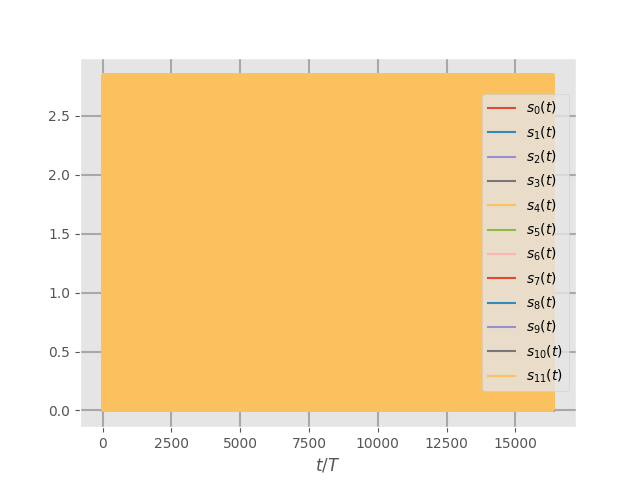 2.5
2.0
1.5
1.0
0.5
0.0
0 2500 5000 7500 10000 12500 15000
t/T
s₀(t)
s₁(t)
s₂(t)
s₃(t)
s₄(t)
s₅(t)
s₆(t)
s₇(t)
s₈(t)
s₉(t)
s₁₀(t)
s₁₁(t)